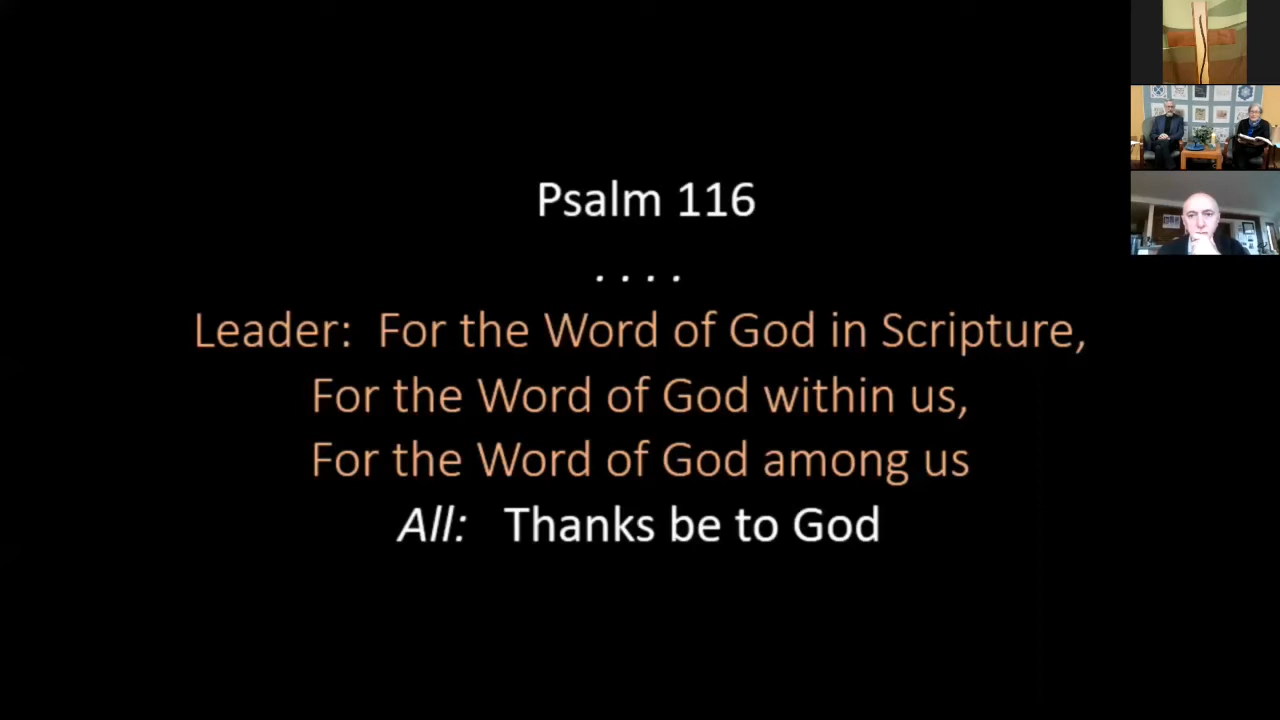 Psalm 116
. . . .
Leader: For the Word of God in Scripture,
For the Word of God within us,
For the Word of God among us
All: Thanks be to God